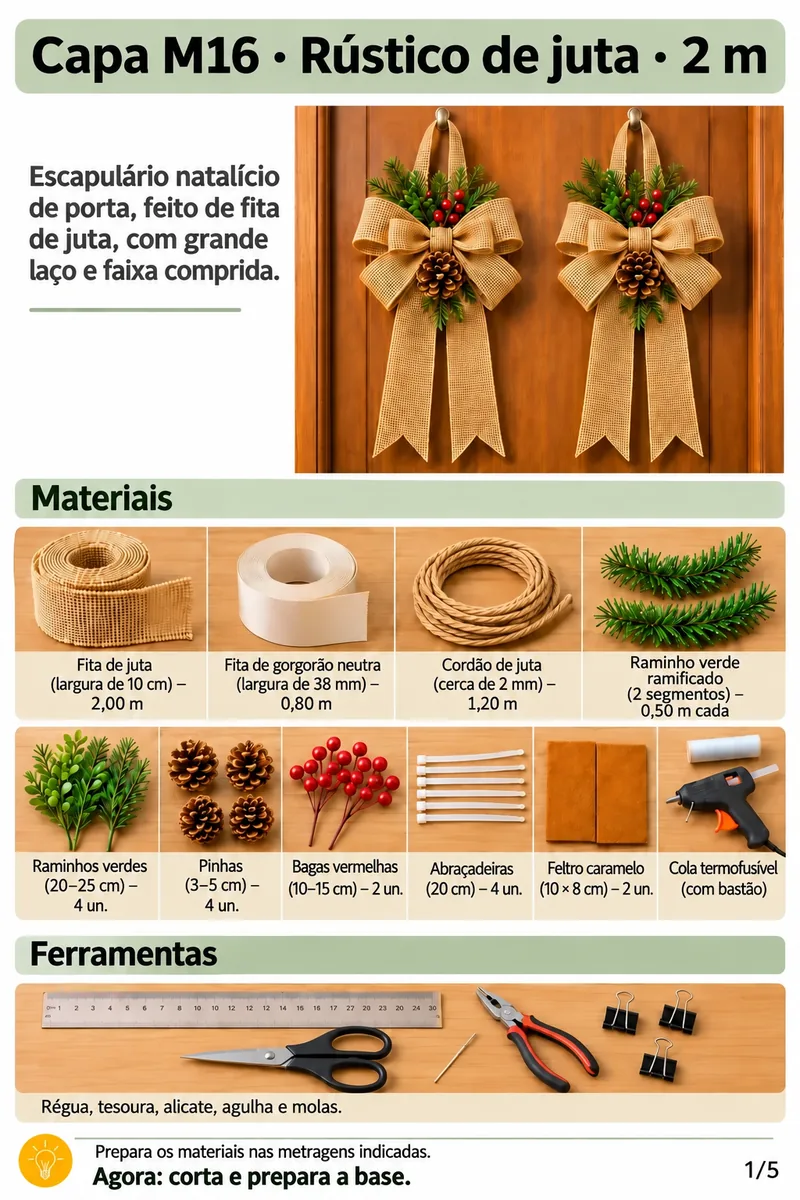 Capa M16 · Rústico de juta · 2 m
Escapulário natalício
de porta, feito de fita
de juta, com grande
laço e faixa comprida.
Materiais
Fita de juta
(largura de 10 cm) –
2,00 m
Fita de gorgorão neutra
(largura de 38 mm) –
0,80 m
Cordão de juta
(cerca de 2 mm) –
1,20 m
Raminho verde
ramificado
(2 segmentos) –
0,50 m cada
Raminhos verdes
(20–25 cm) –
4 un.
Pinhas
(3–5 cm) –
4 un.
Bagas vermelhas
(10–15 cm) – 2 un.
Abraçadeiras
(20 cm) – 4 un.
Feltro caramelo
(10 × 8 cm) – 2 un.
Cola termofusível
(com bastão)
Ferramentas
Régua, tesoura, alicate, agulha e molas.
Prepara os materiais nas metragens indicadas.
Agora: corta e prepara a base.
1/5